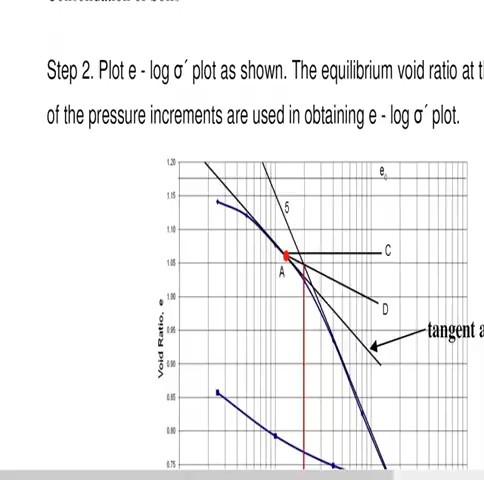 Step 2. Plot e - log σ´ plot as shown. The equilibrium void ratio at t
of the pressure increments are used in obtaining e - log σ´ plot.
1.20
e₀
1.15
5
1.10
C
1.05
A
1.00
D
0.95
tangent a
0.90
0.85
0.80
0.75
Void Ratio, e